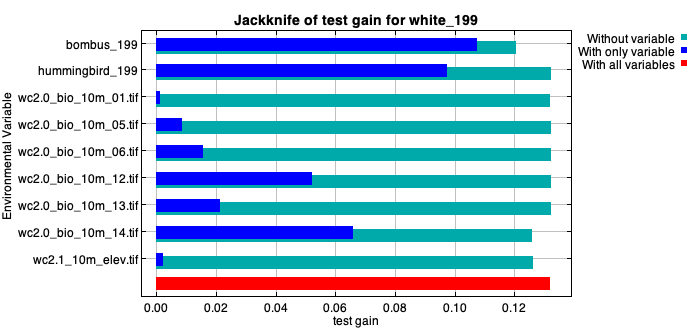 Jackknife of test gain for white_199
Without variable
With only variable
With all variables
Environmental Variable
bombus_199
hummingbird_199
wc2.0_bio_10m_01.tif
wc2.0_bio_10m_05.tif
wc2.0_bio_10m_06.tif
wc2.0_bio_10m_12.tif
wc2.0_bio_10m_13.tif
wc2.0_bio_10m_14.tif
wc2.1_10m_elev.tif
0.00 0.02 0.04 0.06 0.08 0.10 0.12
test gain